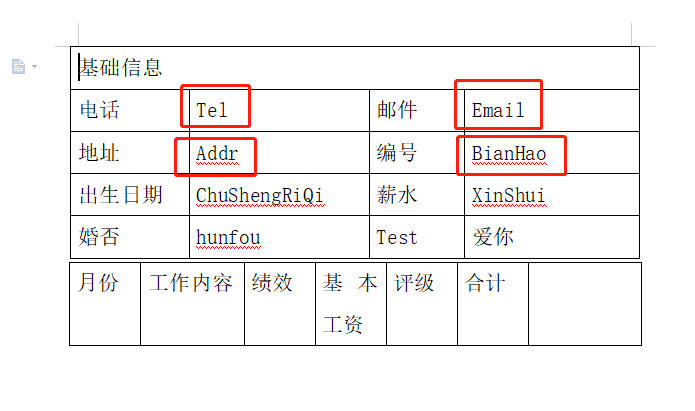 基础信息
电话 Tel 邮件 Email
地址 Addr 编号 BianHao
出生日期 ChuShengRiQi 薪水 XinShui
婚否 hunfou Test 爱你
月份 工作内容 绩效 基本 评级 合计
工资